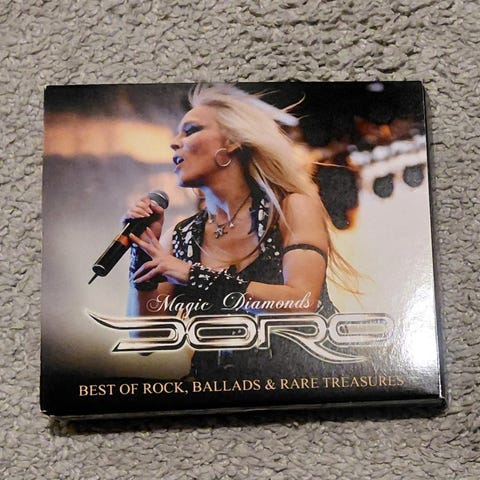 Magic Diamonds
DORO
BEST OF ROCK, BALLADS & RARE TREASURES